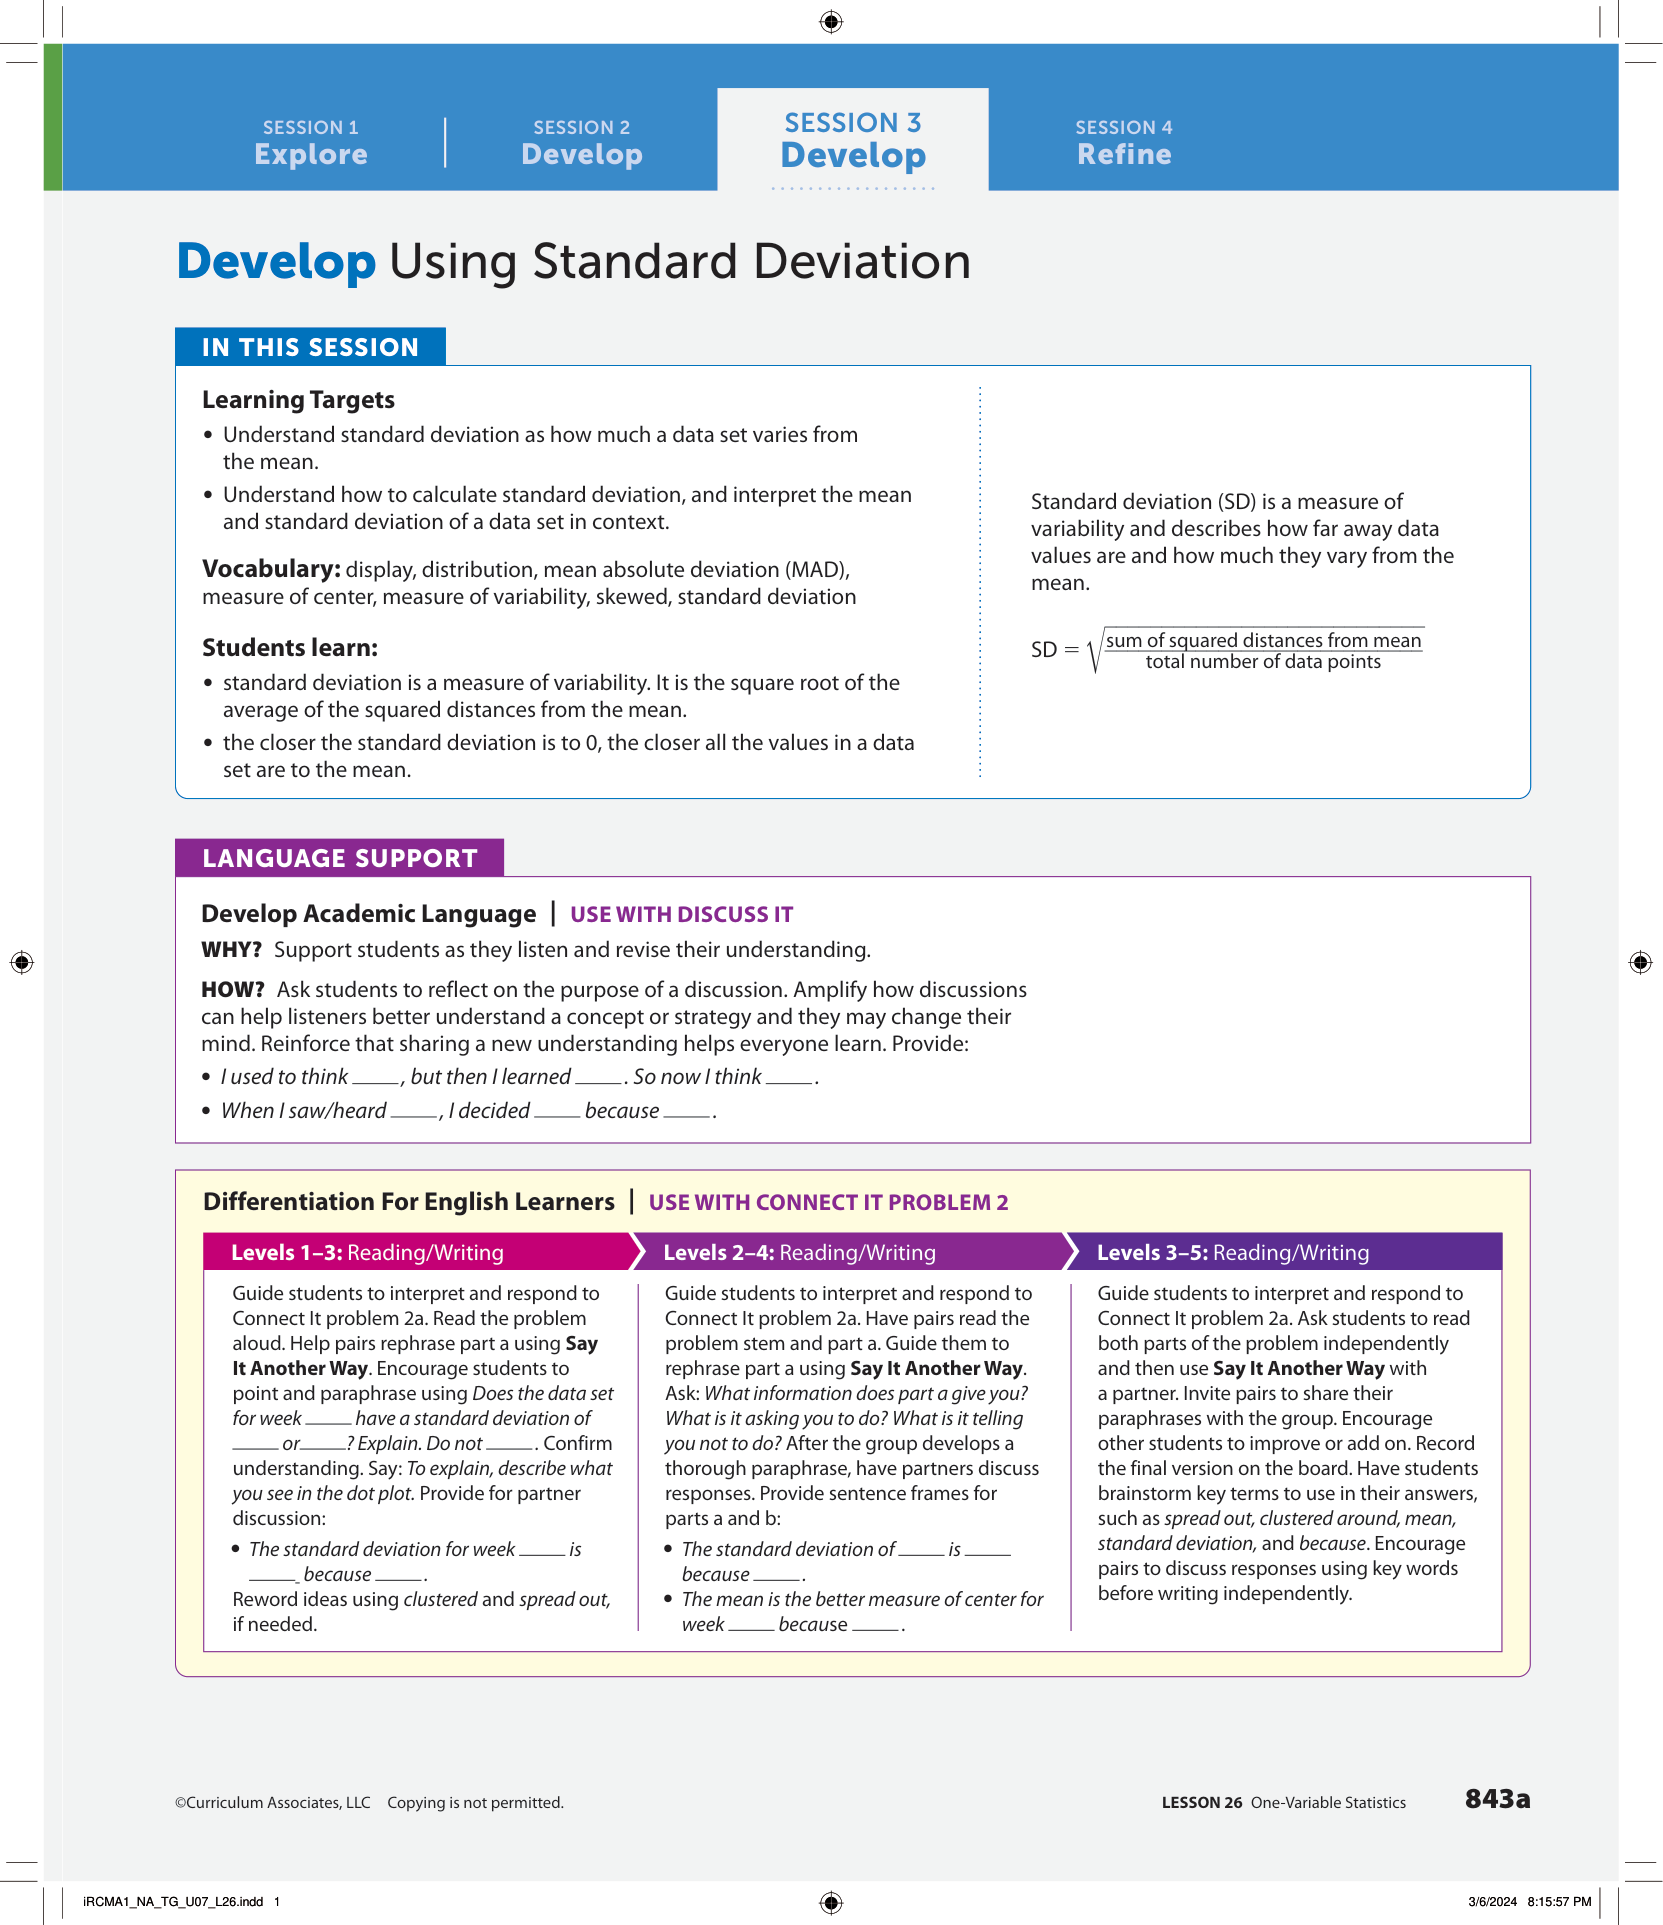 SESSION 1
Explore
SESSION 2
Develop
SESSION 3
Develop
SESSION 4
Refine
Develop Using Standard Deviation
IN THIS SESSION
Learning Targets
• Understand standard deviation as how much a data set varies from
the mean.
• Understand how to calculate standard deviation, and interpret the mean
and standard deviation of a data set in context.
Vocabulary: display, distribution, mean absolute deviation (MAD),
measure of center, measure of variability, skewed, standard deviation
Students learn:
• standard deviation is a measure of variability. It is the square root of the
average of the squared distances from the mean.
• the closer the standard deviation is to 0, the closer all the values in a data
set are to the mean.
Standard deviation (SD) is a measure of
variability and describes how far away data
values are and how much they vary from the
mean.
SD = √ sum of squared distances from mean
total number of data points
LANGUAGE SUPPORT
Develop Academic Language | USE WITH DISCUSS IT
WHY? Support students as they listen and revise their understanding.
HOW? Ask students to reflect on the purpose of a discussion. Amplify how discussions
can help listeners better understand a concept or strategy and they may change their
mind. Reinforce that sharing a new understanding helps everyone learn. Provide:
• I used to think ____, but then I learned ____. So now I think ____.
• When I saw/heard ____, I decided ____ because ____.
Differentiation For English Learners | USE WITH CONNECT IT PROBLEM 2
Levels 1–3: Reading/Writing
Guide students to interpret and respond to
Connect It problem 2a. Read the problem
aloud. Help pairs rephrase part a using Say
It Another Way. Encourage students to
point and paraphrase using Does the data set
for week ____ have a standard deviation of
____ or ____? Explain. Do not ____. Confirm
understanding. Say: To explain, describe what
you see in the dot plot. Provide for partner
discussion:
• The standard deviation for week ____ is
____ because ____.
Reword ideas using clustered and spread out,
if needed.
Levels 2–4: Reading/Writing
Guide students to interpret and respond to
Connect It problem 2a. Have pairs read the
problem stem and part a. Guide them to
rephrase part a using Say It Another Way.
Ask: What information does part a give you?
What is it asking you to do? What is it telling
you not to do? After the group develops a
thorough paraphrase, have partners discuss
responses. Provide sentence frames for
parts a and b:
• The standard deviation of ____ is ____
because ____.
• The mean is the better measure of center for
week ____ because ____.
Levels 3–5: Reading/Writing
Guide students to interpret and respond to
Connect It problem 2a. Ask students to read
both parts of the problem independently
and then use Say It Another Way with
a partner. Invite pairs to share their
paraphrases with the group. Encourage
other students to improve or add on. Record
the final version on the board. Have students
brainstorm key terms to use in their answers,
such as spread out, clustered around, mean,
standard deviation, and because. Encourage
pairs to discuss responses using key words
before writing independently.
©Curriculum Associates, LLC Copying is not permitted.
LESSON 26 One-Variable Statistics 843a
iRCMA1_NA_TG_U07_L26.indd 1
3/6/2024 8:15:57 PM